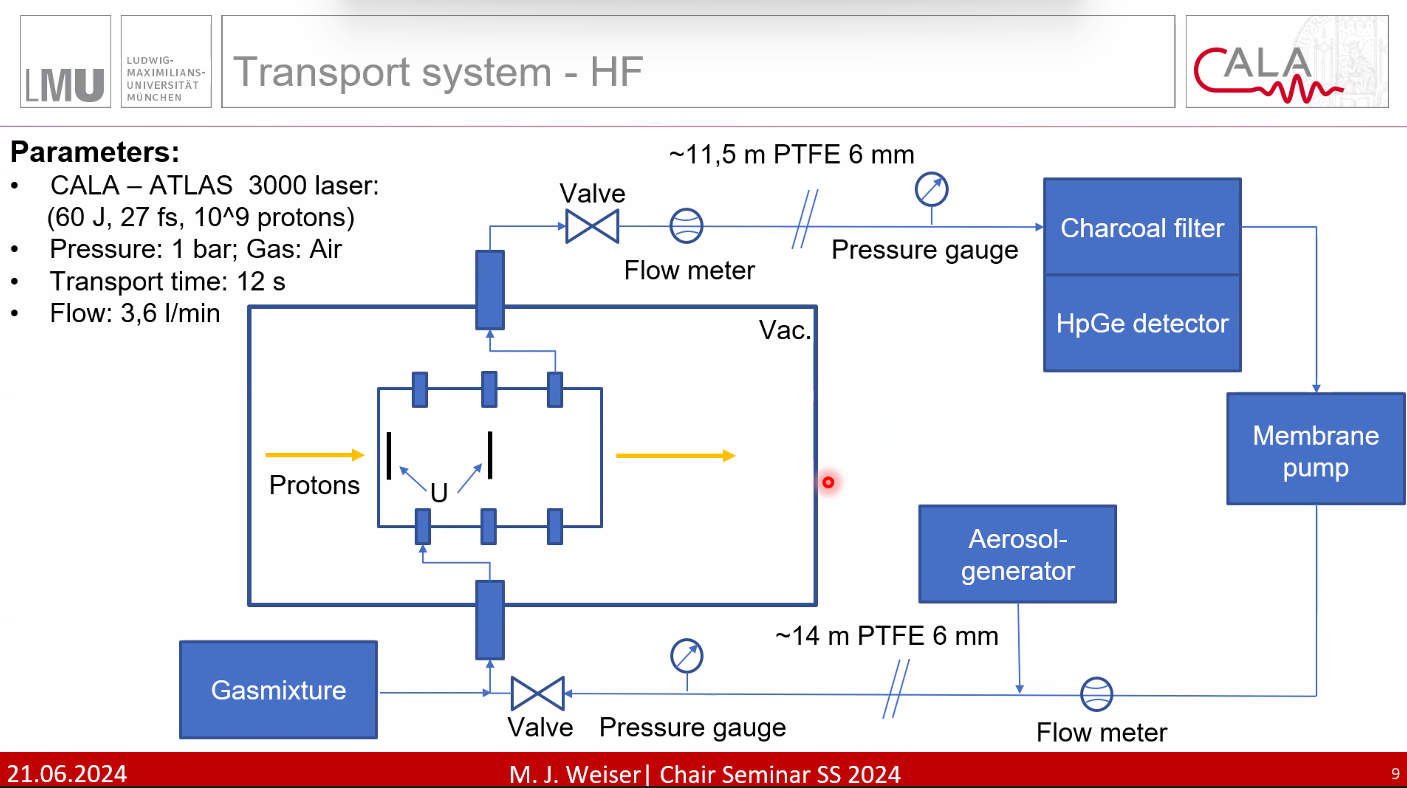 LMU
LUDWIG-
MAXIMILIANS-
UNIVERSITÄT
MÜNCHEN
Transport system - HF
CALA
Parameters:
• CALA – ATLAS 3000 laser:
(60 J, 27 fs, 10^9 protons)
• Pressure: 1 bar; Gas: Air
• Transport time: 12 s
• Flow: 3,6 l/min
~11,5 m PTFE 6 mm
Valve
Flow meter
Pressure gauge
Charcoal filter
HpGe detector
Vac.
Protons
U
Membrane
pump
Aerosol-
generator
~14 m PTFE 6 mm
Gasmixture
Valve
Pressure gauge
Flow meter
21.06.2024
M. J. Weiser| Chair Seminar SS 2024
9